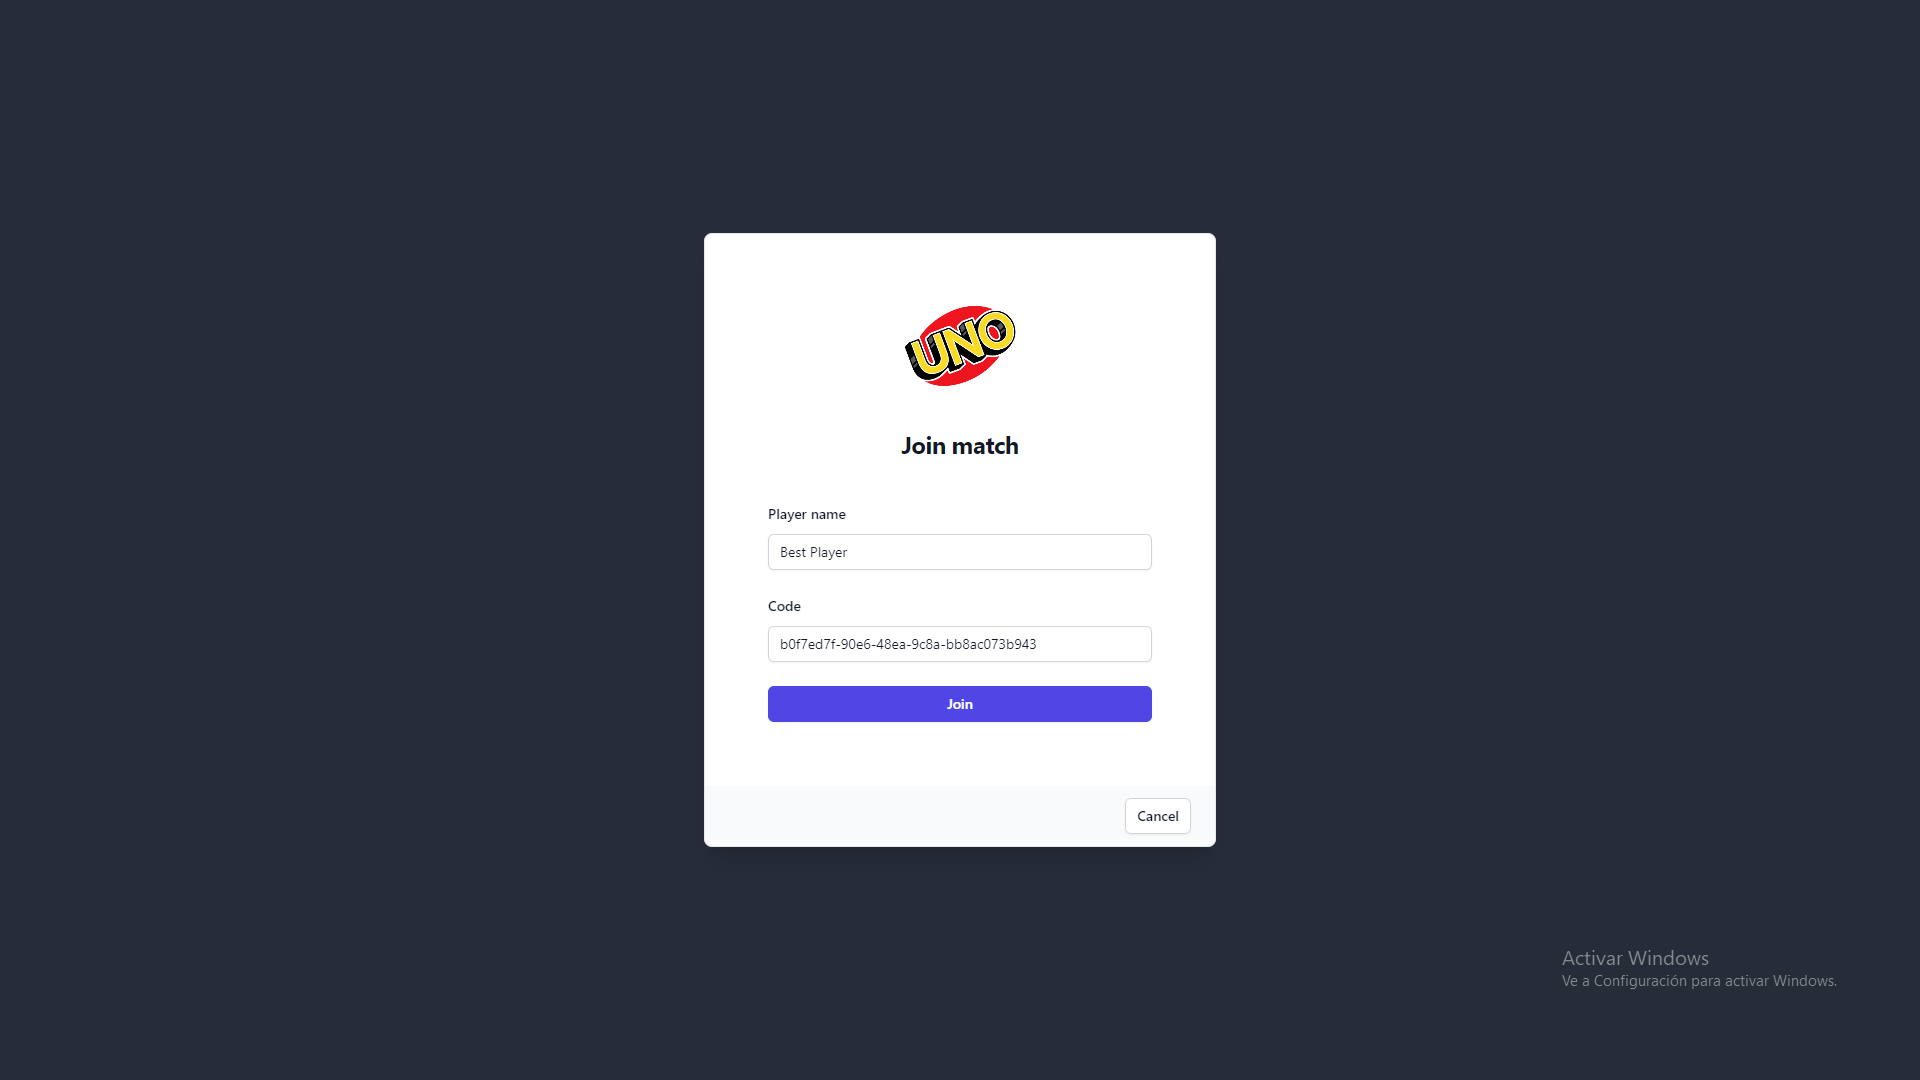 UNO
Join match
Player name
Best Player
Code
b0f7ed7f-90e6-48ea-9c8a-bb8ac073b943
Join
Cancel
Activar Windows
Ve a Configuración para activar Windows.